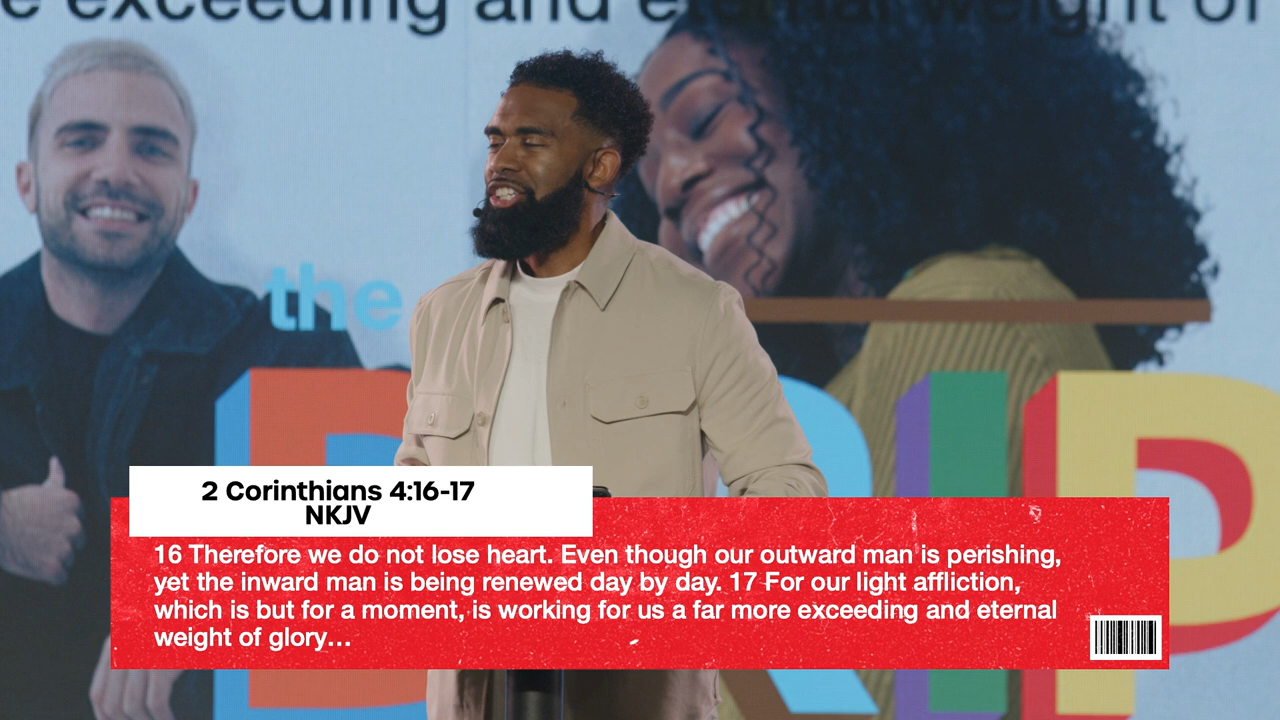 e exceeding and eternal weight of
the
DRIP
2 Corinthians 4:16-17
NKJV
16 Therefore we do not lose heart. Even though our outward man is perishing,
yet the inward man is being renewed day by day. 17 For our light affliction,
which is but for a moment, is working for us a far more exceeding and eternal
weight of glory…